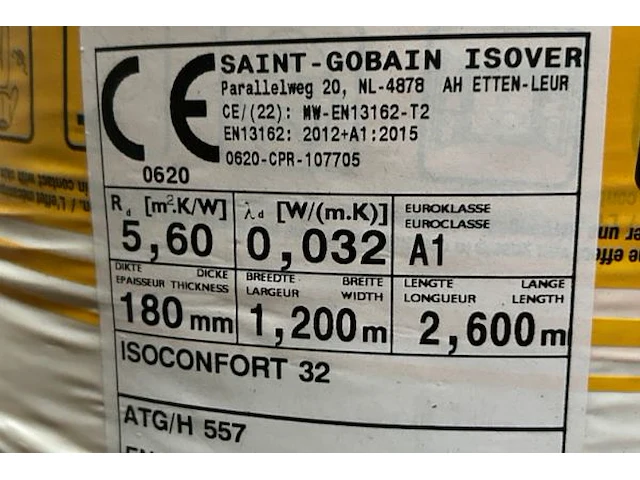 CE
0620
SAINT-GOBAIN ISOVER
Parallelweg 20, NL-4878 AH ETTEN-LEUR
CE/(22): MW-EN13162-T2
EN13162: 2012+A1:2015
0620-CPR-107705
Rd [m².K/W]
5,60
λd [W/(m.K)]
0,032
EUROKLASSE
EUROCLASSE
A1
DIKTE DICKE
EPAISSEUR THICKNESS
180 mm
BREEDTE BREITE
LARGEUR WIDTH
1,200 m
LENGTE LANGE
LONGUEUR LENGTH
2,600 m
ISOCONFORT 32
ATG/H 557